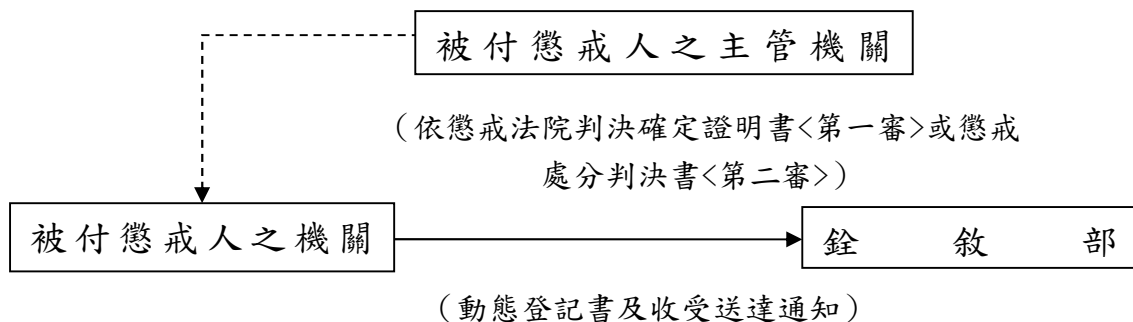 被付懲戒人之主管機關
（依懲戒法院判決確定證明書<第一審>或懲戒
處分判決書<第二審>）
被付懲戒人之機關
銓敘部
（動態登記書及收受送達通知）